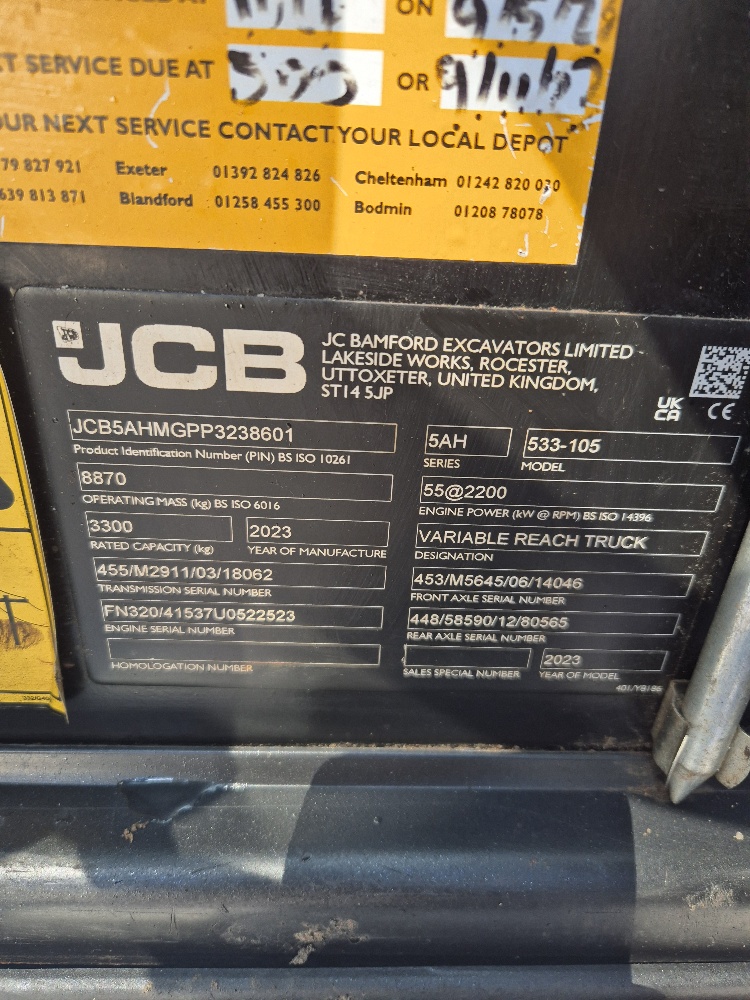 ON
T SERVICE DUE AT 500 OR
UR NEXT SERVICE CONTACT YOUR LOCAL DEPOT
79 827 921 Exeter 01392 824 826 Cheltenham 01242 820 030
639 813 871 Blandford 01258 455 300 Bodmin 01208 78078
JCB
JC BAMFORD EXCAVATORS LIMITED
LAKESIDE WORKS, ROCESTER,
UTTOXETER, UNITED KINGDOM,
ST14 5JP
UK
CA CE
JCB5AHMGPP3238601
Product Identification Number (PIN) BS ISO 10261
5AH 533-105
SERIES MODEL
8870
OPERATING MASS (kg) BS ISO 6016
55@2200
ENGINE POWER (kW @ RPM) BS ISO 14396
3300 2023
RATED CAPACITY (kg) YEAR OF MANUFACTURE
VARIABLE REACH TRUCK
DESIGNATION
455/M2911/03/18062
TRANSMISSION SERIAL NUMBER
453/M5645/06/14046
FRONT AXLE SERIAL NUMBER
FN320/41537U0522523
ENGINE SERIAL NUMBER
448/58590/12/80565
REAR AXLE SERIAL NUMBER
HOMOLOGATION NUMBER
2023
SALES SPECIAL NUMBER YEAR OF MODEL
401/Y8186